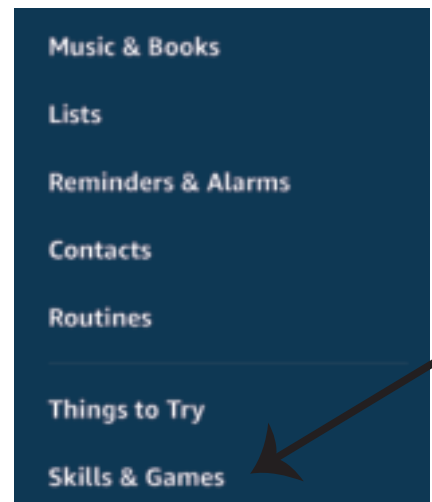 Music & Books
Lists
Reminders & Alarms
Contacts
Routines
Things to Try
Skills & Games